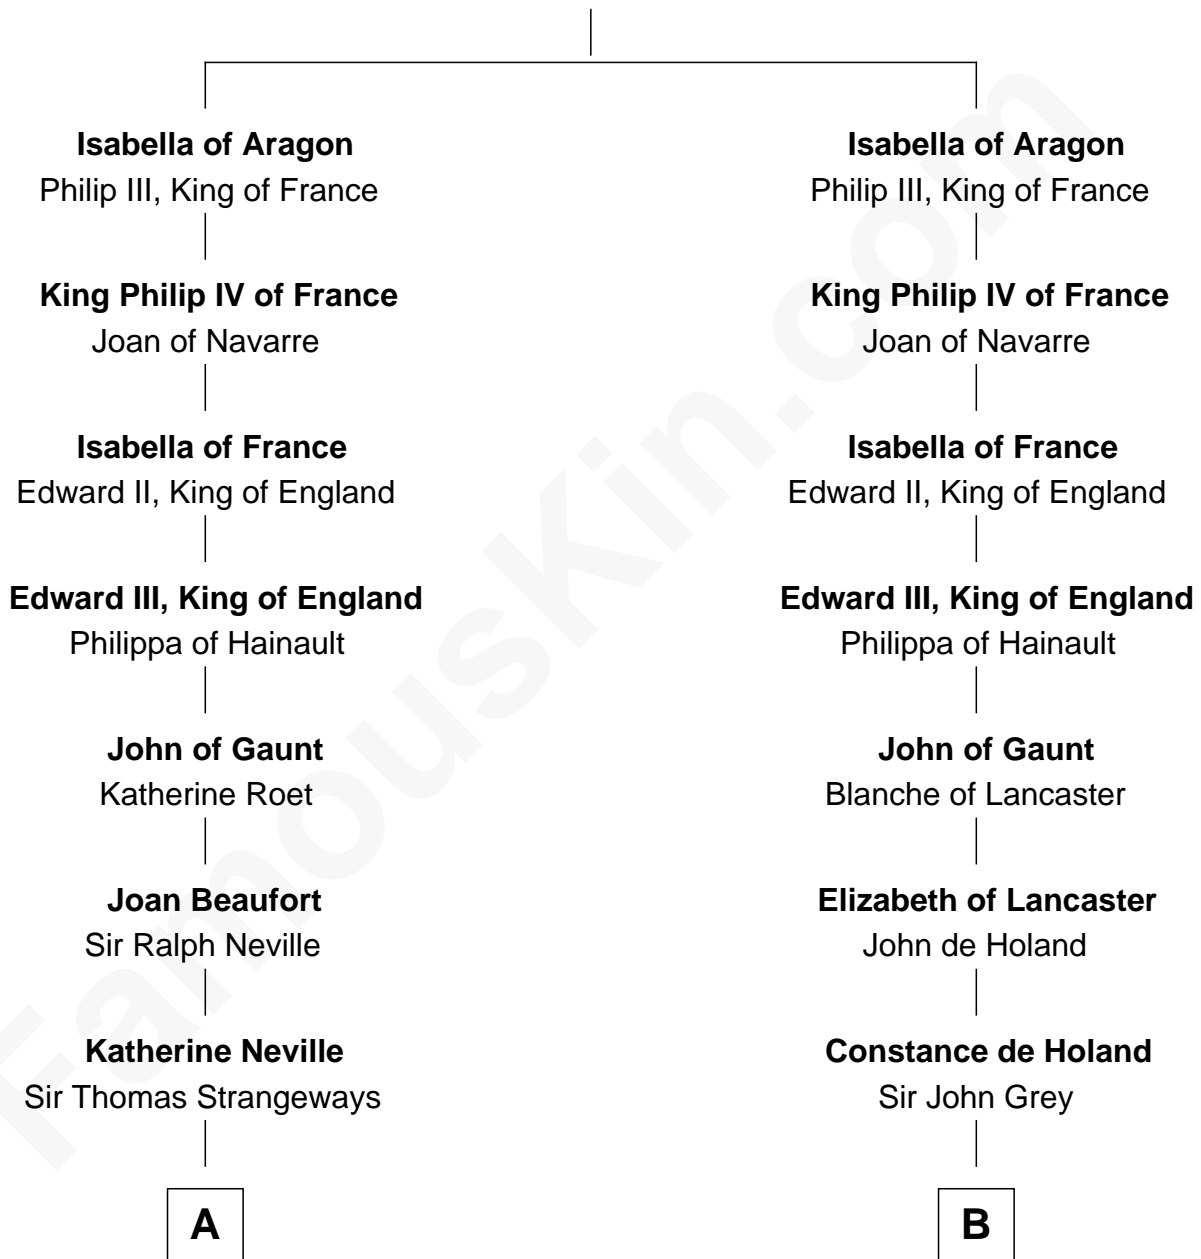 Isabella of Aragon
Philip III, King of France
King Philip IV of France
Joan of Navarre
Isabella of France
Edward II, King of England
Edward III, King of England
Philippa of Hainault
John of Gaunt
Katherine Roet
Joan Beaufort
Sir Ralph Neville
Katherine Neville
Sir Thomas Strangeways
A
Isabella of Aragon
Philip III, King of France
King Philip IV of France
Joan of Navarre
Isabella of France
Edward II, King of England
Edward III, King of England
Philippa of Hainault
John of Gaunt
Blanche of Lancaster
Elizabeth of Lancaster
John de Holand
Constance de Holand
Sir John Grey
B
FamousKin.com